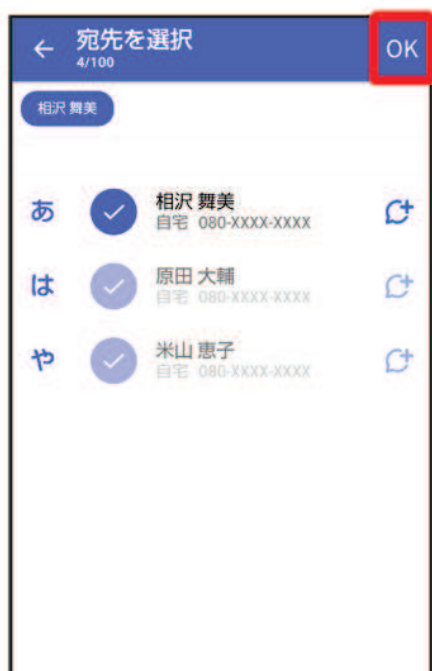 宛先を選択
4/100
OK
相沢 舞美
あ
相沢 舞美
自宅 080-XXXX-XXXX
は
原田 大輔
自宅 080-XXXX-XXXX
や
米山 恵子
自宅 080-XXXX-XXXX